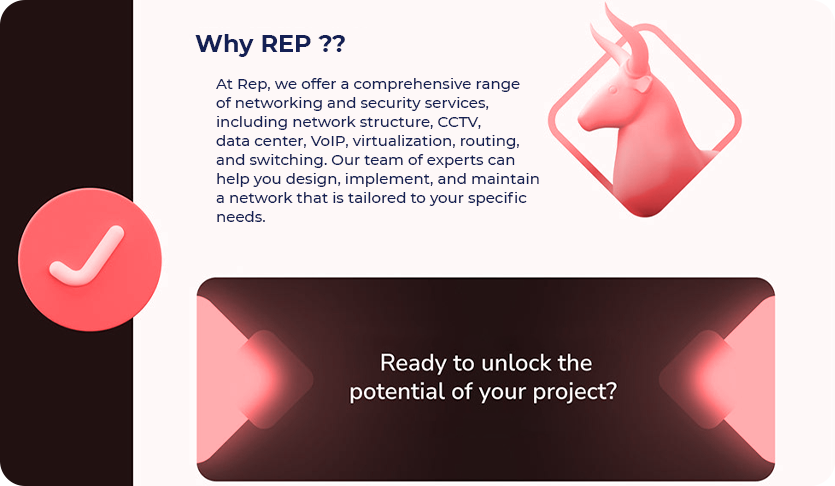 Why REP ??
At Rep, we offer a comprehensive range
of networking and security services,
including network structure, CCTV,
data center, VoIP, virtualization, routing,
and switching. Our team of experts can
help you design, implement, and maintain
a network that is tailored to your specific
needs.
Ready to unlock the
potential of your project?